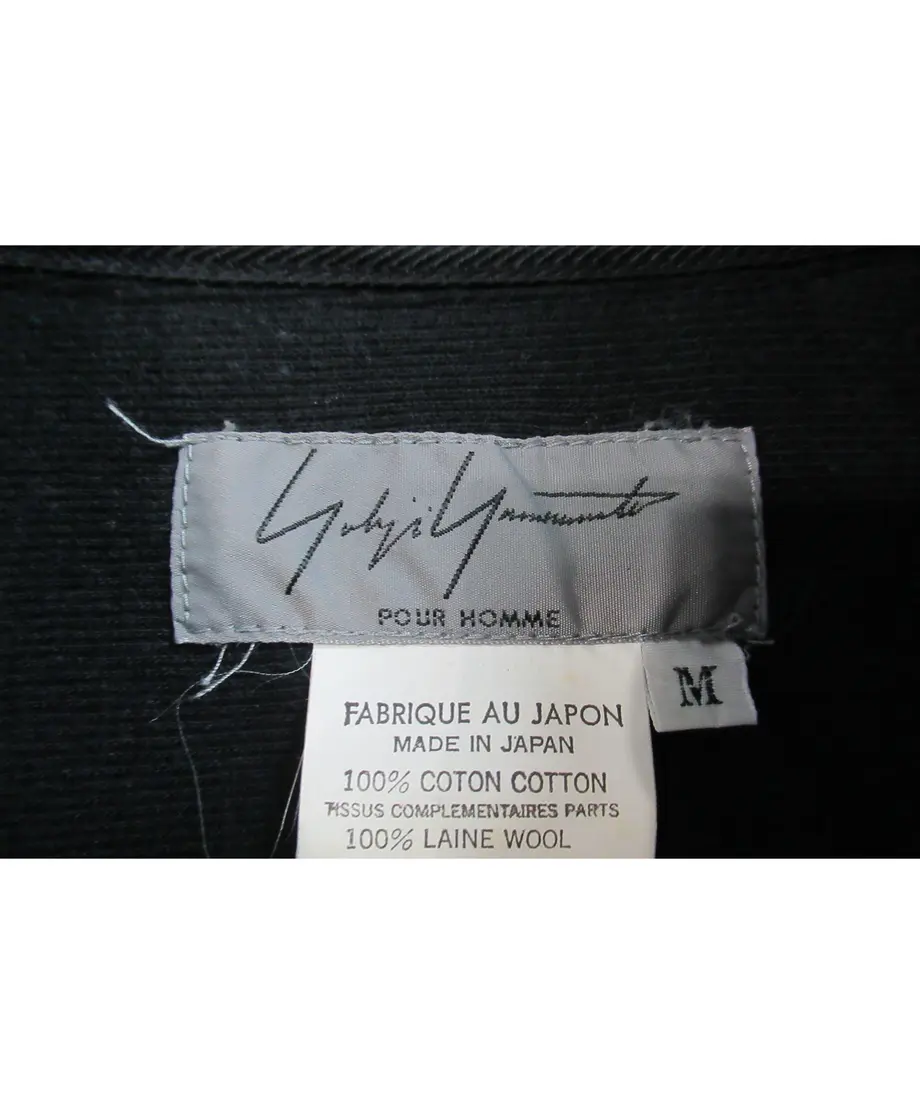 Yohji Yamamoto
POUR HOMME
M
FABRIQUE AU JAPON
MADE IN JAPAN
100% COTON COTTON
TISSUS COMPLEMENTAIRES PARTS
100% LAINE WOOL